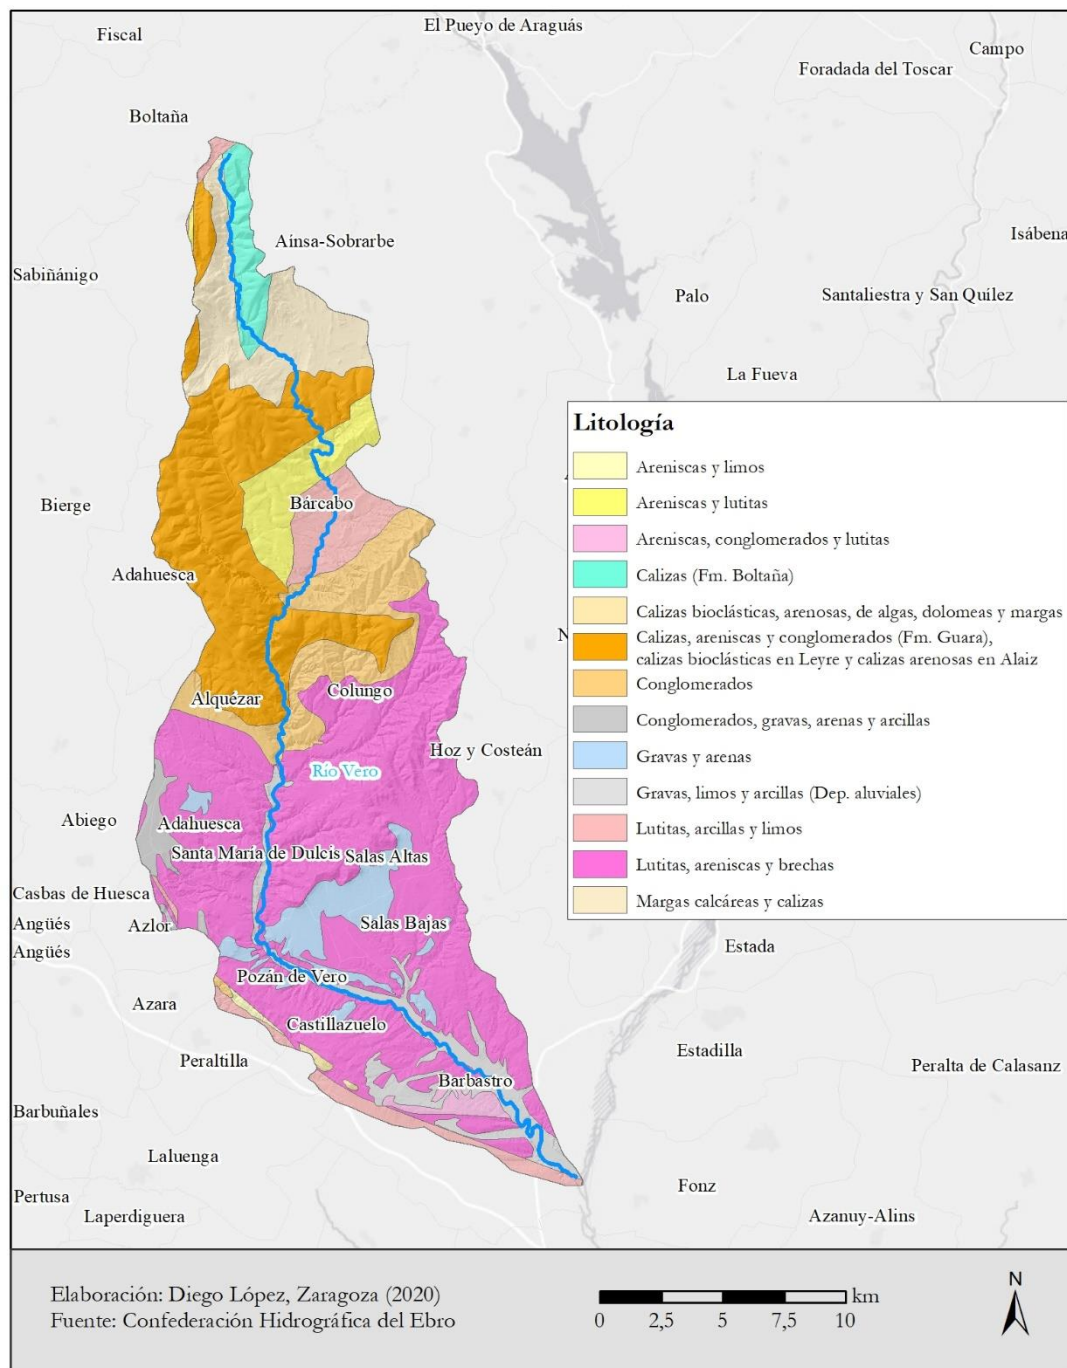 El Pueyo de Araguás
Fiscal
Campo
Foradada del Toscar
Boltaña
Aínsa-Sobrarbe
Isábena
Sabiñánigo
Palo
Santaliestra y San Quílez
La Fueva
Litología
Areniscas y limos
Areniscas y lutitas
Areniscas, conglomerados y lutitas
Calizas (Fm. Boltaña)
Calizas bioclásticas, arenosas, de algas, dolomeas y margas
Calizas, areniscas y conglomerados (Fm. Guara),
calizas bioclásticas en Leyre y calizas arenosas en Alaiz
Conglomerados
Conglomerados, gravas, arenas y arcillas
Gravas y arenas
Gravas, limos y arcillas (Dep. aluviales)
Lutitas, arcillas y limos
Lutitas, areniscas y brechas
Margas calcáreas y calizas
Bierge
Bárcabo
Adahuesca
Alquézar
Colungo
Hoz y Costeán
Río Vero
Abiego
Adahuesca
Santa María de Dulcis
Salas Altas
Casbas de Huesca
Angüés
Azlor
Salas Bajas
Angüés
Estada
Pozán de Vero
Azara
Castillazuelo
Peraltilla
Estadilla
Peralta de Calasanz
Barbastro
Barbuñales
Laluenga
Pertusa
Laperdiguera
Fonz
Azanuy-Alins
Elaboración: Diego López, Zaragoza (2020)
Fuente: Confederación Hidrográfica del Ebro
km
0 2,5 5 7,5 10
N